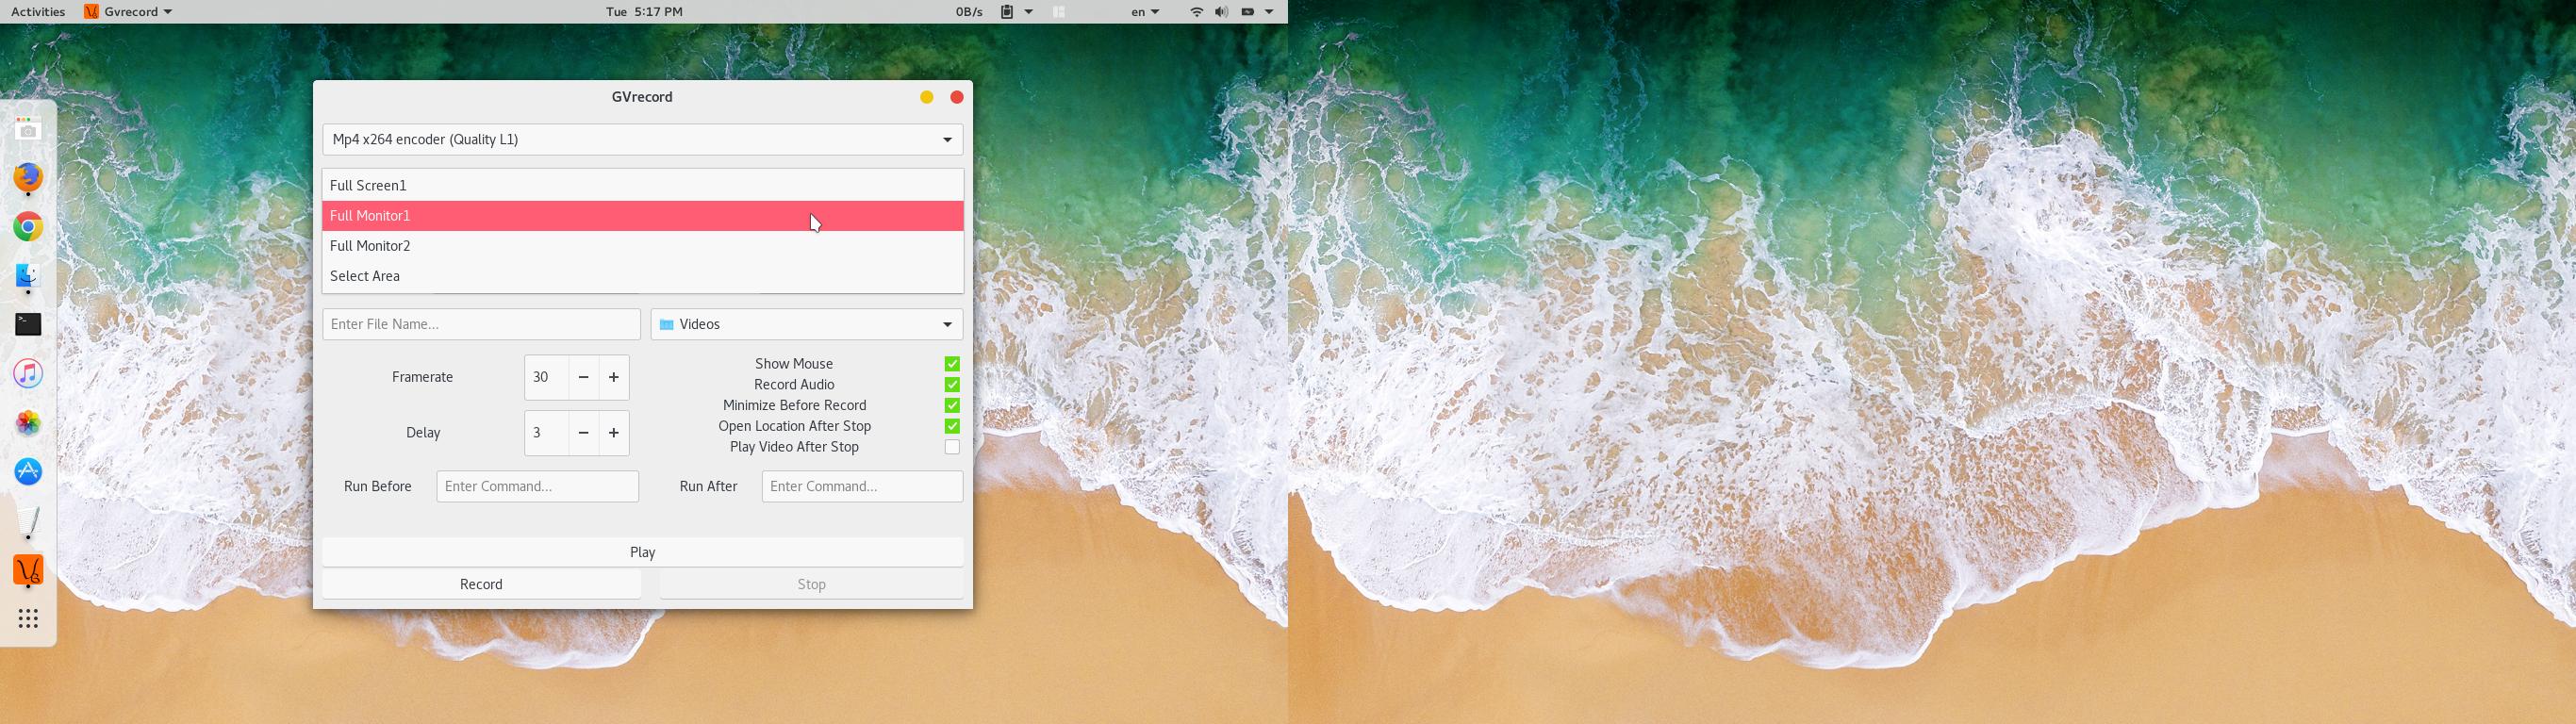 Activities Gvrecord Tue 5:17 PM 0B/s en
GVrecord
Mp4 x264 encoder (Quality L1)
Full Screen1
Full Monitor1
Full Monitor2
Select Area
Enter File Name... Videos
Framerate 30
Delay 3
Show Mouse
Record Audio
Minimize Before Record
Open Location After Stop
Play Video After Stop
Run Before Enter Command... Run After Enter Command...
Play
Record Stop